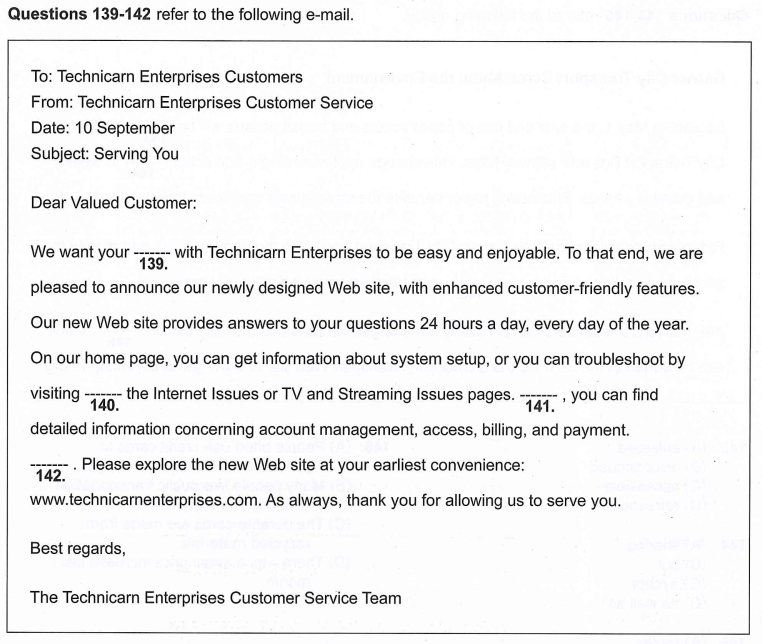 Questions 139-142 refer to the following e-mail.
To: Technicarn Enterprises Customers
From: Technicarn Enterprises Customer Service
Date: 10 September
Subject: Serving You
Dear Valued Customer:
We want your ------- with Technicarn Enterprises to be easy and enjoyable. To that end, we are
139.
pleased to announce our newly designed Web site, with enhanced customer-friendly features.
Our new Web site provides answers to your questions 24 hours a day, every day of the year.
On our home page, you can get information about system setup, or you can troubleshoot by
visiting ------- the Internet Issues or TV and Streaming Issues pages. ------- , you can find
140. 141.
detailed information concerning account management, access, billing, and payment.
------- . Please explore the new Web site at your earliest convenience:
142.
www.technicarnenterprises.com. As always, thank you for allowing us to serve you.
Best regards,
The Technicarn Enterprises Customer Service Team